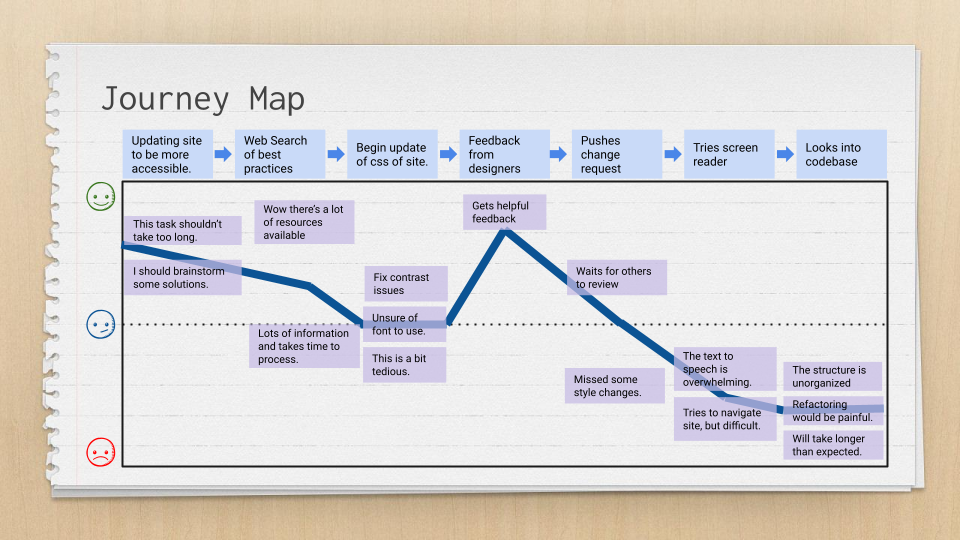 Journey Map
Updating site
to be more
accessible.
Web Search
of best
practices
Begin update
of css of site.
Feedback
from
designers
Pushes
change
request
Tries screen
reader
Looks into
codebase
This task shouldn't
take too long.
I should brainstorm
some solutions.
Wow there's a lot
of resources
available
Lots of information
and takes time to
process.
Fix contrast
issues
Unsure of
font to use.
This is a bit
tedious.
Gets helpful
feedback
Waits for others
to review
Missed some
style changes.
The text to
speech is
overwhelming.
Tries to navigate
site, but difficult.
The structure is
unorganized
Refactoring
would be painful.
Will take longer
than expected.